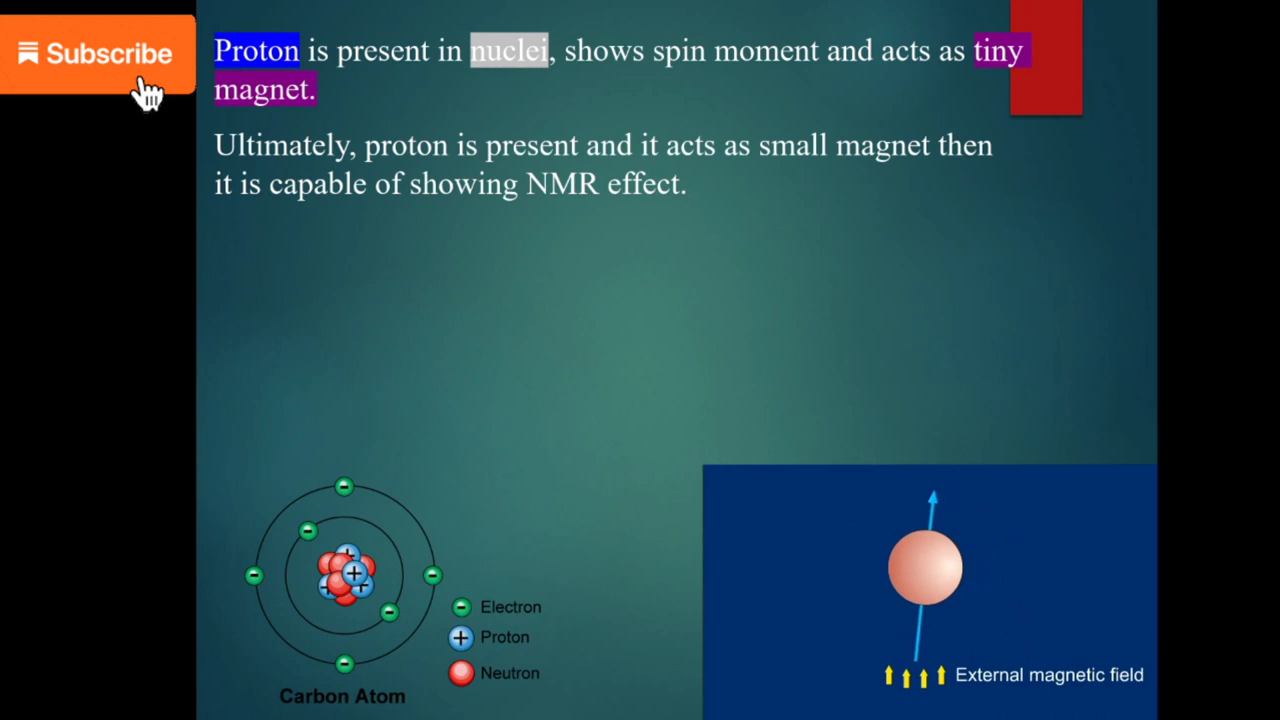 Subscribe
Proton is present in nuclei, shows spin moment and acts as tiny
magnet.
Ultimately, proton is present and it acts as small magnet then
it is capable of showing NMR effect.
Electron
Proton
Neutron
Carbon Atom
External magnetic field